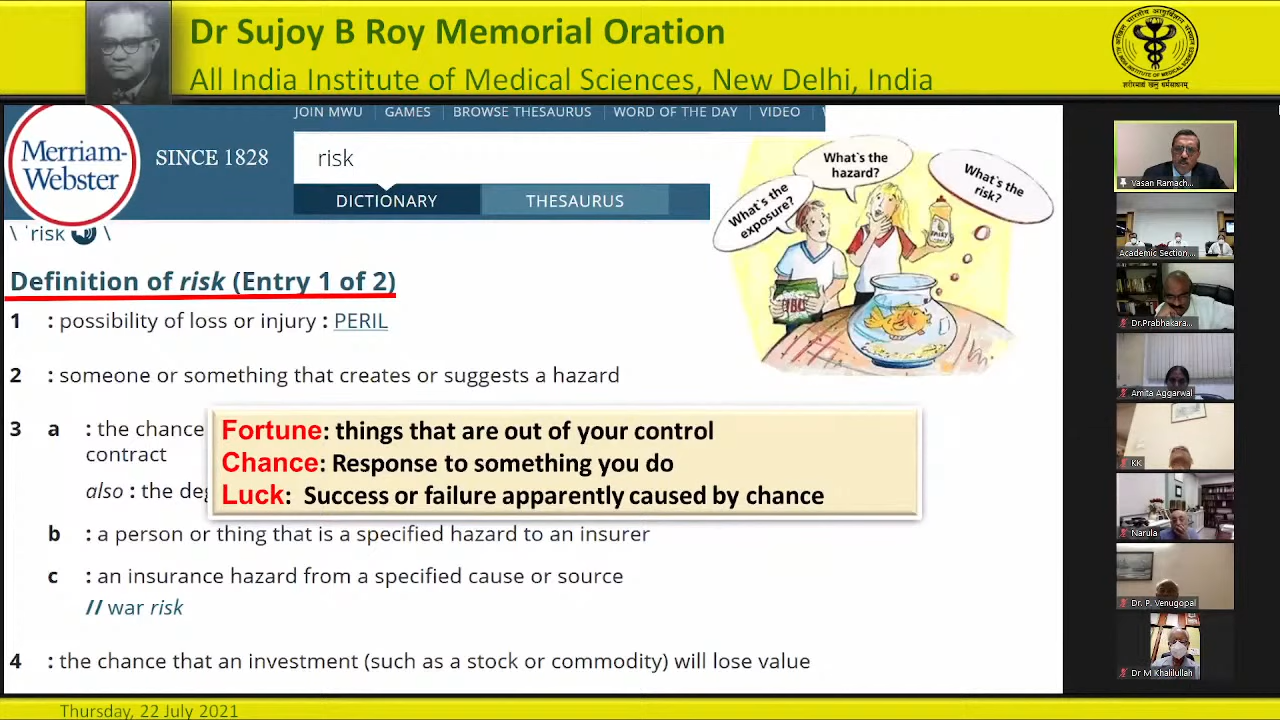 Dr Sujoy B Roy Memorial Oration
All India Institute of Medical Sciences, New Delhi, India
शरीरमाद्यं खलु धर्मसाधनम्
JOIN MWU
GAMES
BROWSE THESAURUS
WORD OF THE DAY
VIDEO
Merriam-
Webster
SINCE 1828
risk
DICTIONARY
THESAURUS
\ ˈrisk \
What's the
exposure?
What's the
hazard?
What's the
risk?
Definition of risk (Entry 1 of 2)
1 : possibility of loss or injury : PERIL
2 : someone or something that creates or suggests a hazard
3 a : the chance
contract
also : the deg
Fortune: things that are out of your control
Chance: Response to something you do
Luck: Success or failure apparently caused by chance
b : a person or thing that is a specified hazard to an insurer
c : an insurance hazard from a specified cause or source
// war risk
4 : the chance that an investment (such as a stock or commodity) will lose value
Vasan Ramach...
Academic Section,...
Dr.Prabhakara...
Amita Aggarwal
KK
Narula
Dr. P. Venugopal
Dr M Khalilullah
Thursday, 22 July 2021